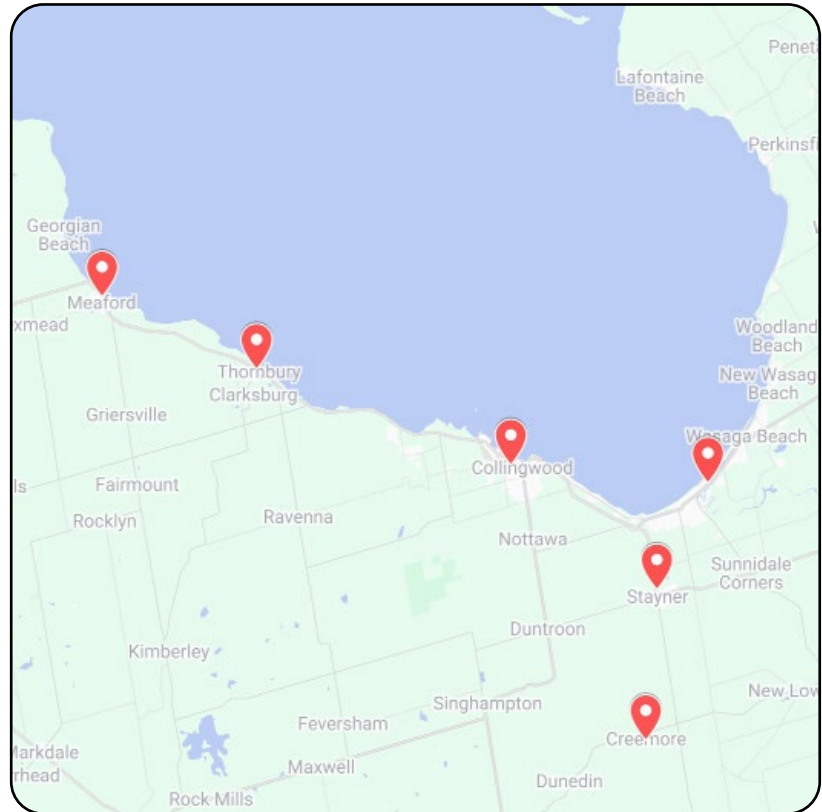 Penet
Lafontaine
Beach
Perkinsfi
Georgian
Beach
Meaford
xmead
Woodland
Beach
Thornbury
Clarksburg
New Wasag
Beach
Griersville
Wasaga Beach
Collingwood
ls
Fairmount
Rocklyn
Ravenna
Nottawa
Sunnidale
Corners
Stayner
Duntroon
Kimberley
New Low
Singhampton
Feversham
Creemore
Markdale
rhead
Maxwell
Dunedin
Rock Mills